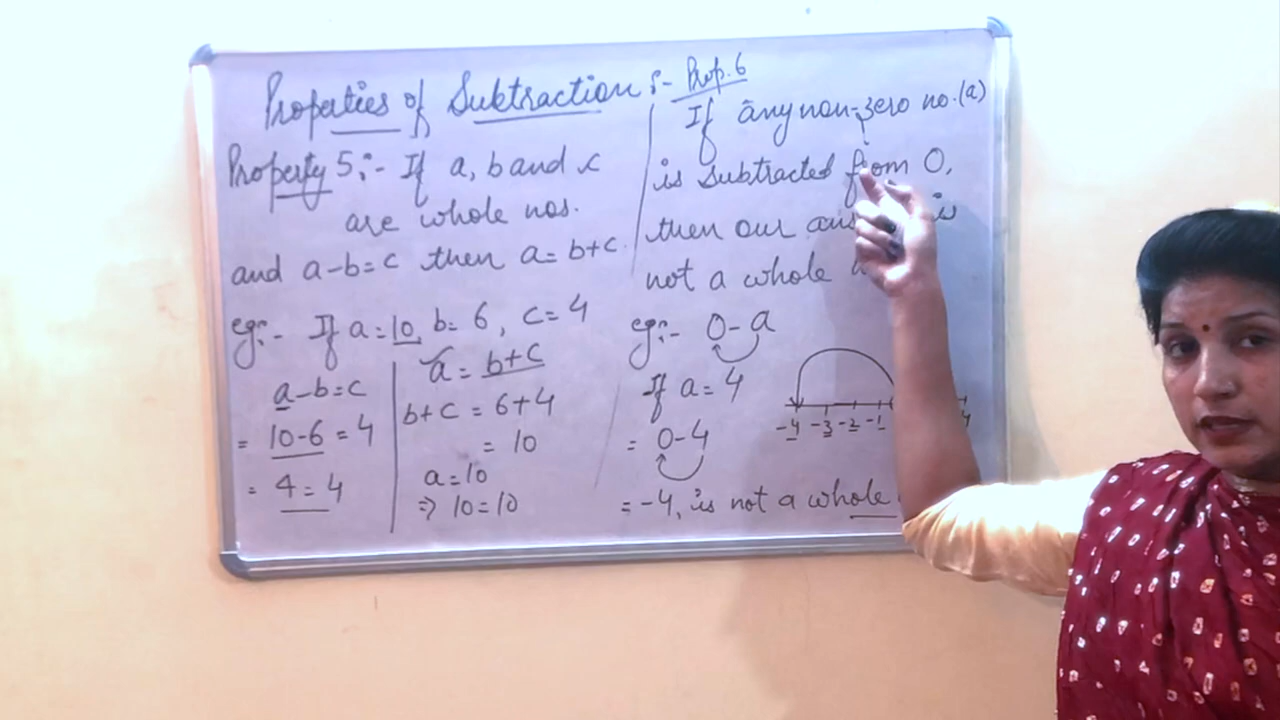 Properties of Subtraction :-
Property 5:- If a, b and c
are whole nos.
and a-b=c then a= b+c.
eg:- If a=10, b= 6, c=4
a-b=c
= 10-6 = 4
= 4=4
a= b+c
b+c = 6+4
= 10
a=10
=> 10=10
Prop. 6
If any non-zero no.(a)
is subtracted from 0,
then our is
not a whole
eg:- 0-a
If a=4
= 0-4
= -4, is not a whole
-4 -3 -2 -1 4